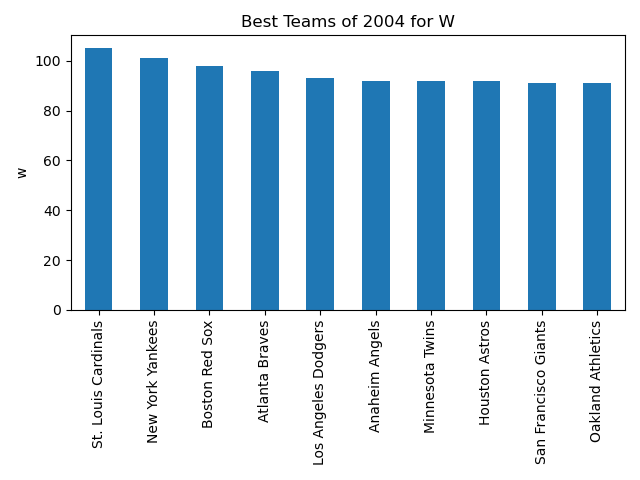 Best Teams of 2004 for W
w
100
80
60
40
20
0
St. Louis Cardinals
New York Yankees
Boston Red Sox
Atlanta Braves
Los Angeles Dodgers
Anaheim Angels
Minnesota Twins
Houston Astros
San Francisco Giants
Oakland Athletics